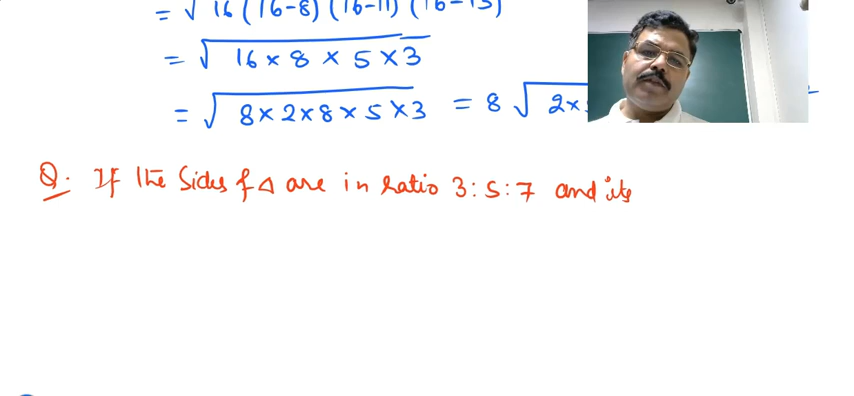 = √16 (16-8) (16-11) (16-13)
= √16 × 8 × 5 × 3
= √8 × 2 × 8 × 5 × 3 = 8 √2×
Q. If the Sides of △ are in ratio 3 : 5 : 7 and its